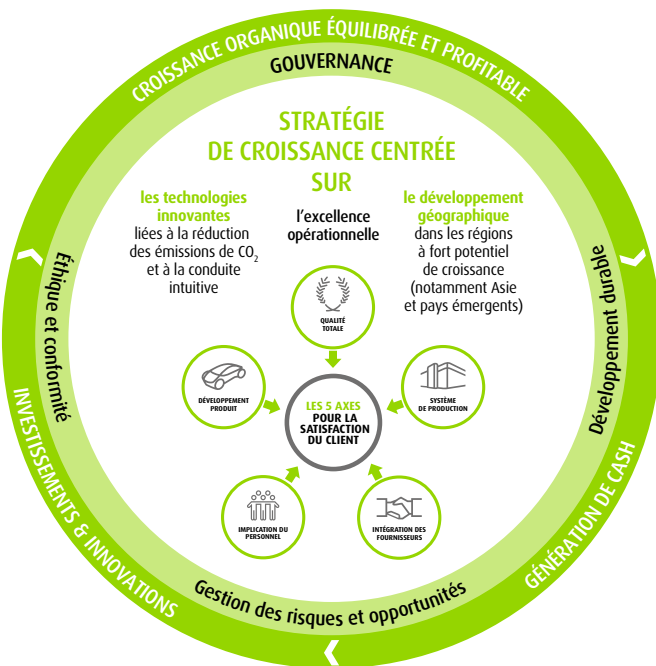 CROISSANCE ORGANIQUE ÉQUILIBRÉE ET PROFITABLE
GOUVERNANCE
STRATÉGIE
DE CROISSANCE CENTRÉE
SUR
les technologies
innovantes
liées à la réduction
des émissions de CO₂
et à la conduite
intuitive
l'excellence
opérationnelle
le développement
géographique
dans les régions
à fort potentiel
de croissance
(notamment Asie
et pays émergents)
Éthique et conformité
Développement durable
QUALITÉ
TOTALE
DÉVELOPPEMENT
PRODUIT
SYSTÈME
DE PRODUCTION
LES 5 AXES
POUR LA
SATISFACTION
DU CLIENT
IMPLICATION DU
PERSONNEL
INTÉGRATION DES
FOURNISSEURS
INVESTISSEMENTS & INNOVATIONS
GÉNÉRATION DE CASH
Gestion des risques et opportunités